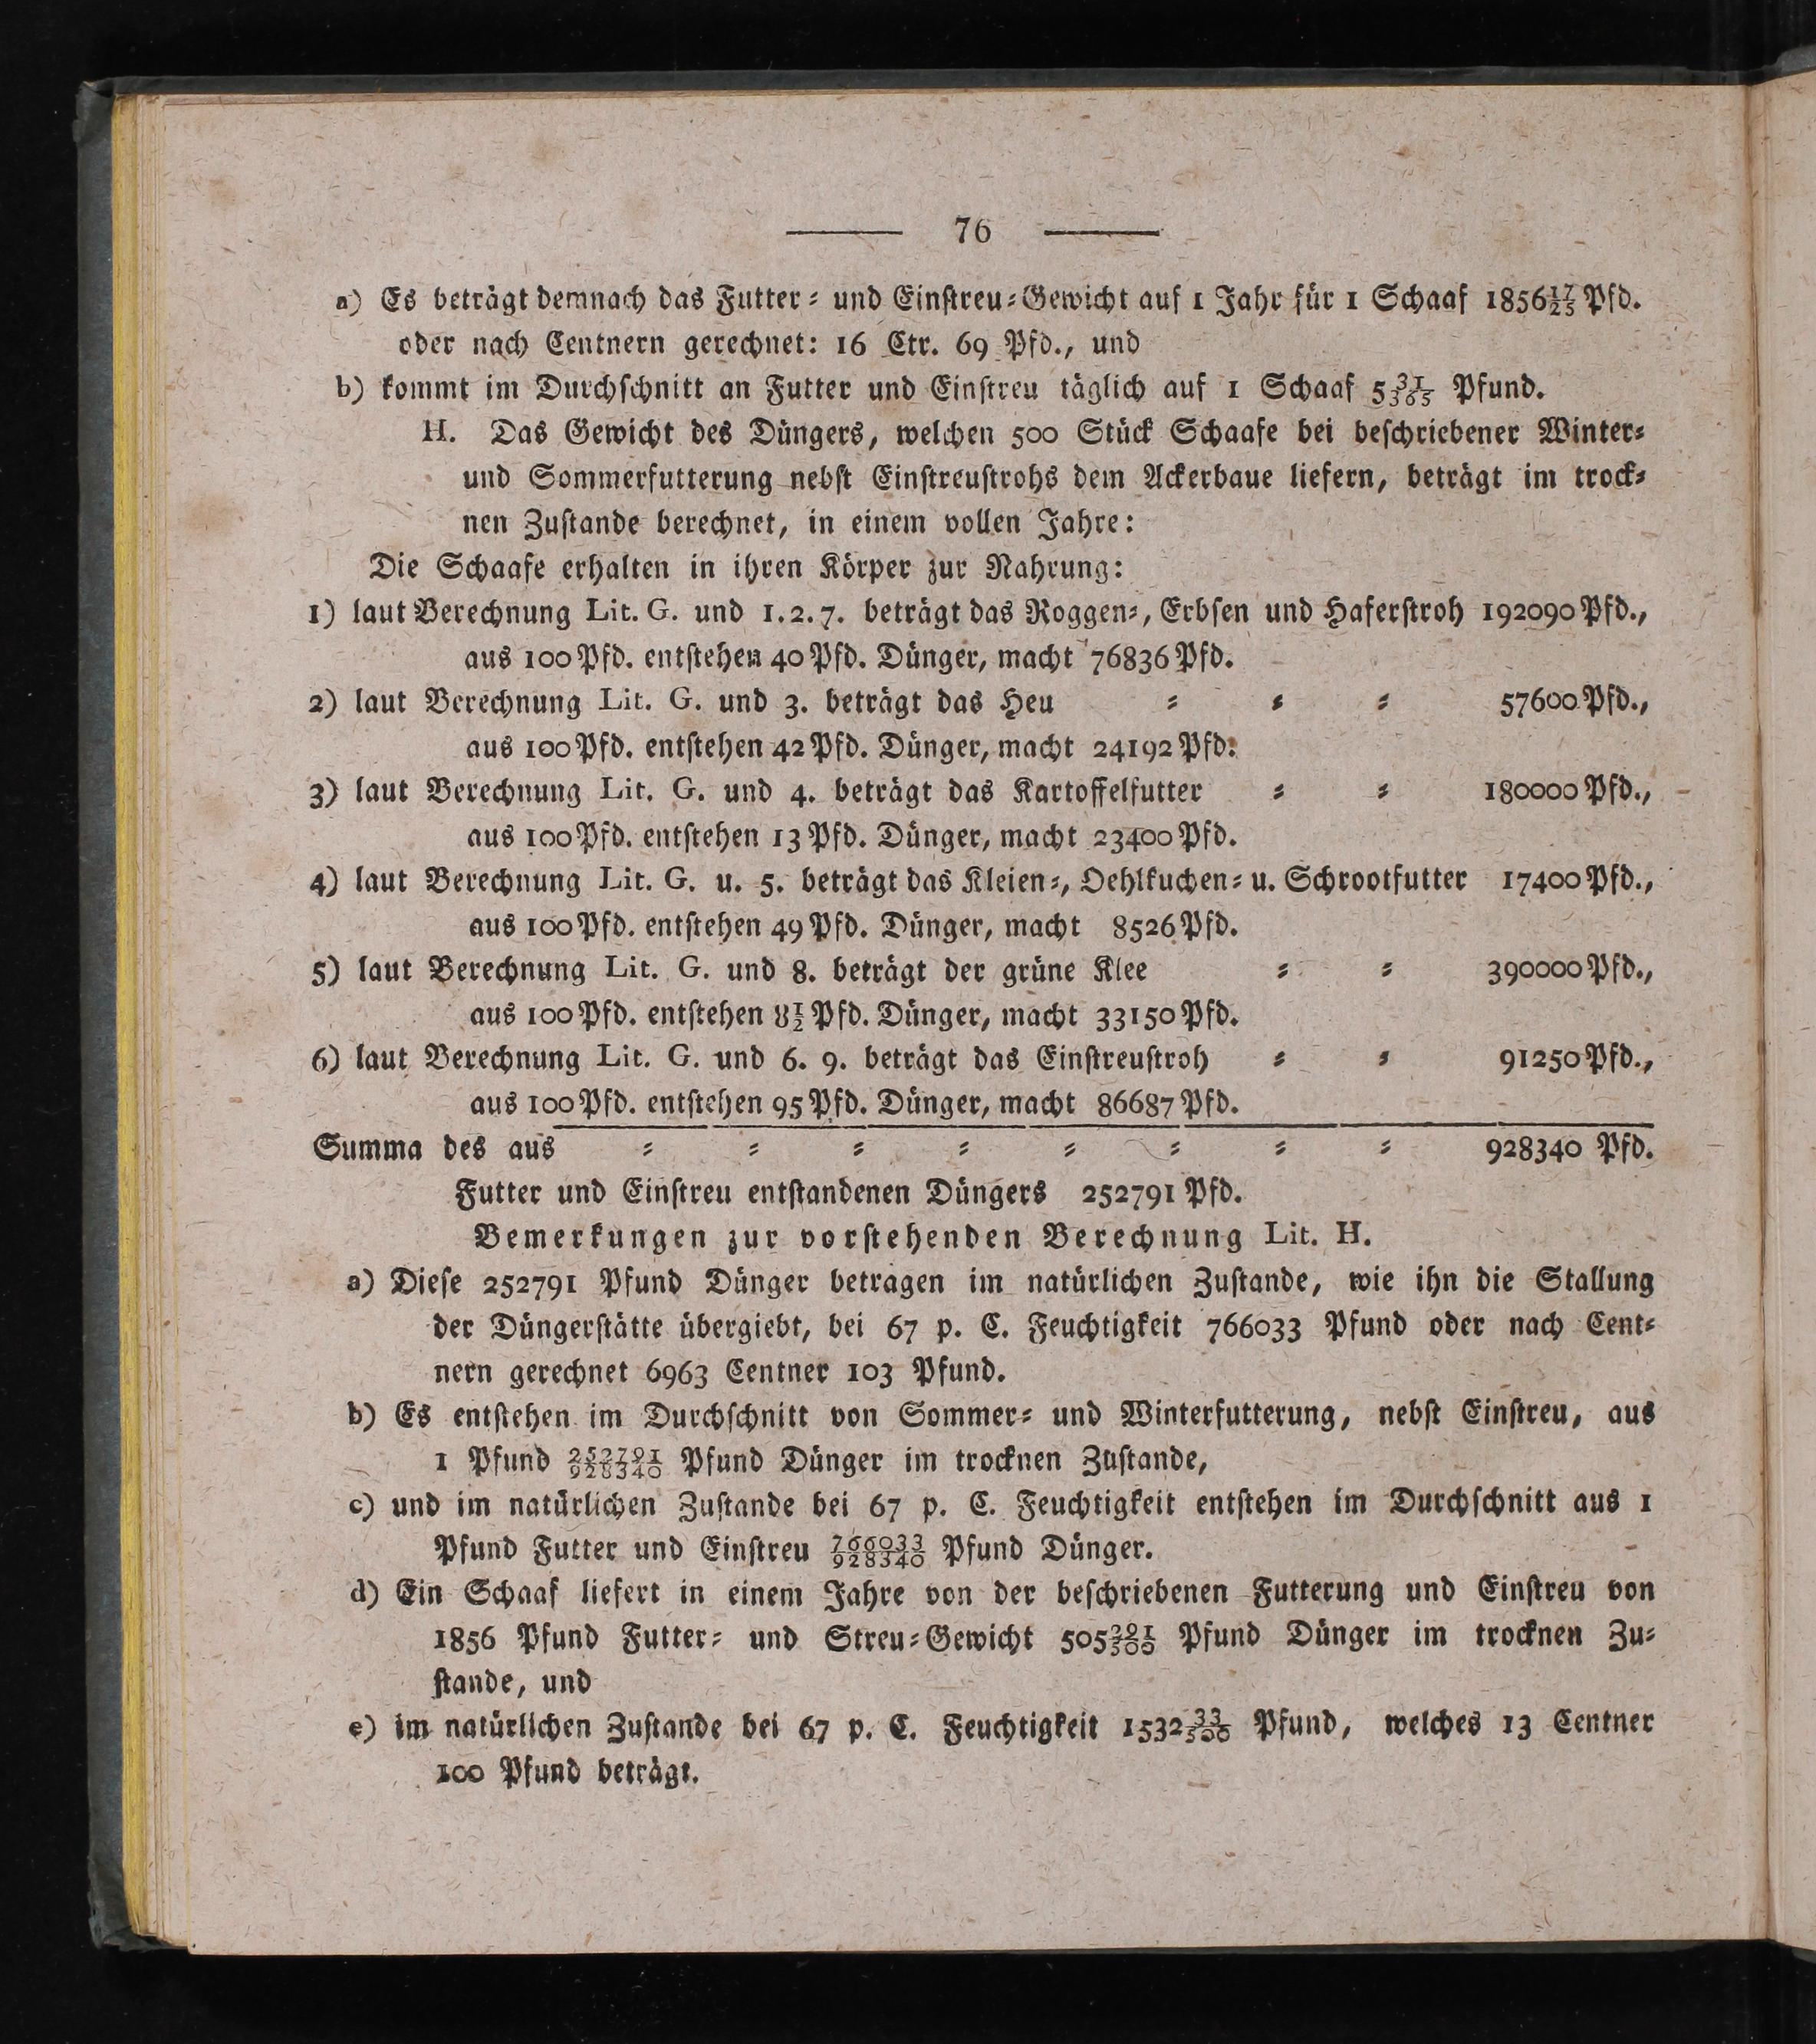 76
a) Es beträgt demnach das Futter- und Einstreu-Gewicht auf 1 Jahr für 1 Schaaf 1856 17/25 Pfd.
oder nach Centnern gerechnet: 16 Ctr. 69 Pfd., und
b) kommt im Durchschnitt an Futter und Einstreu täglich auf 1 Schaaf 5 31/365 Pfund.
H. Das Gewicht des Düngers, welchen 500 Stück Schaafe bei beschriebener Winter-
und Sommerfutterung nebst Einstreustrohs dem Ackerbaue liefern, beträgt im trock-
nen Zustande berechnet, in einem vollen Jahre:
Die Schaafe erhalten in ihren Körper zur Nahrung:
1) laut Berechnung Lit. G. und 1. 2. 7. beträgt das Roggen-, Erbsen und Haferstroh 192090 Pfd.,
aus 100 Pfd. entstehen 40 Pfd. Dünger, macht 76836 Pfd.
2) laut Berechnung Lit. G. und 3. beträgt das Heu = = = 57600 Pfd.,
aus 100 Pfd. entstehen 42 Pfd. Dünger, macht 24192 Pfd.
3) laut Berechnung Lit. G. und 4. beträgt das Kartoffelfutter = = 180000 Pfd.,
aus 100 Pfd. entstehen 13 Pfd. Dünger, macht 23400 Pfd.
4) laut Berechnung Lit. G. u. 5. beträgt das Kleien-, Oehlkuchen- u. Schrootfutter 17400 Pfd.,
aus 100 Pfd. entstehen 49 Pfd. Dünger, macht 8526 Pfd.
5) laut Berechnung Lit. G. und 8. beträgt der grüne Klee = = 390000 Pfd.,
aus 100 Pfd. entstehen 8 1/2 Pfd. Dünger, macht 33150 Pfd.
6) laut Berechnung Lit. G. und 6. 9. beträgt das Einstreustroh = = 91250 Pfd.,
aus 100 Pfd. entstehen 95 Pfd. Dünger, macht 86687 Pfd.
Summa des aus = = = = = = = = 928340 Pfd.
Futter und Einstreu entstandenen Düngers 252791 Pfd.
Bemerkungen zur vorstehenden Berechnung Lit. H.
a) Diese 252791 Pfund Dünger betragen im natürlichen Zustande, wie ihn die Stallung
der Düngerstätte übergiebt, bei 67 p. C. Feuchtigkeit 766033 Pfund oder nach Cent-
nern gerechnet 6963 Centner 103 Pfund.
b) Es entstehen im Durchschnitt von Sommer- und Winterfutterung, nebst Einstreu, aus
1 Pfund 252791/928340 Pfund Dünger im trocknen Zustande,
c) und im natürlichen Zustande bei 67 p. C. Feuchtigkeit entstehen im Durchschnitt aus 1
Pfund Futter und Einstreu 766033/928340 Pfund Dünger.
d) Ein Schaaf liefert in einem Jahre von der beschriebenen Futterung und Einstreu von
1856 Pfund Futter- und Streu-Gewicht 505 291/500 Pfund Dünger im trocknen Zu-
stande, und
e) im natürlichen Zustande bei 67 p. C. Feuchtigkeit 1532 33/500 Pfund, welches 13 Centner
100 Pfund beträgt.